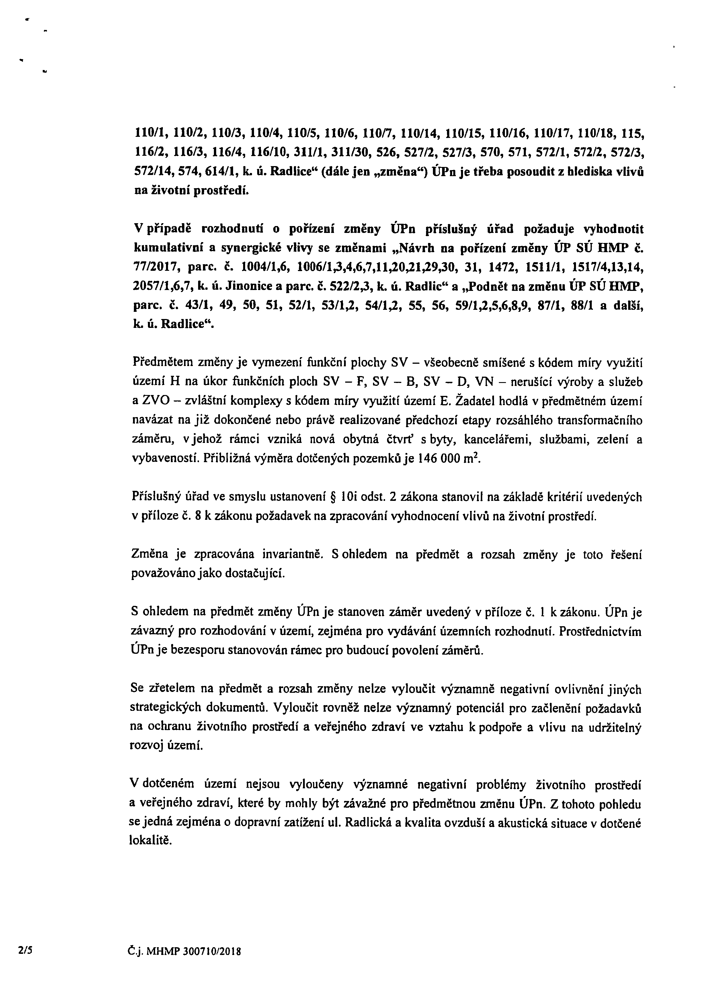 110/1, 110/2, 110/3, 110/4, 110/5, 110/6, 110/7, 110/14, 110/15, 110/16, 110/17, 110/18, 115,
116/2, 116/3, 116/4, 116/10, 311/1, 311/30, 526, 527/2, 527/3, 570, 571, 572/1, 572/2, 572/3,
572/14, 574, 614/1, k. ú. Radlice“ (dále jen „změna“) ÚPn je třeba posoudit z hlediska vlivů
na životní prostředí.
V případě rozhodnutí o pořízení změny ÚPn příslušný úřad požaduje vyhodnotit
kumulativní a synergické vlivy se změnami „Návrh na pořízení změny ÚP SÚ HMP č.
77/2017, parc. č. 1004/1,6, 1006/1,3,4,6,7,11,20,21,29,30, 31, 1472, 1511/1, 1517/4,13,14,
2057/1,6,7, k. ú. Jinonice a parc. č. 522/2,3, k. ú. Radlic“ a „Podnět na změnu ÚP SÚ HMP,
parc. č. 43/1, 49, 50, 51, 52/1, 53/1,2, 54/1,2, 55, 56, 59/1,2,5,6,8,9, 87/1, 88/1 a další,
k. ú. Radlice“.
Předmětem změny je vymezení funkční plochy SV – všeobecně smíšené s kódem míry využití
území H na úkor funkčních ploch SV – F, SV – B, SV – D, VN – nerušící výroby a služeb
a ZVO – zvláštní komplexy s kódem míry využití území E. Žadatel hodlá v předmětném území
navázat na již dokončené nebo právě realizované předchozí etapy rozsáhlého transformačního
záměru, v jehož rámci vzniká nová obytná čtvrť s byty, kancelářemi, službami, zelení a
vybaveností. Přibližná výměra dotčených pozemků je 146 000 m².
Příslušný úřad ve smyslu ustanovení § 10i odst. 2 zákona stanovil na základě kritérií uvedených
v příloze č. 8 k zákonu požadavek na zpracování vyhodnocení vlivů na životní prostředí.
Změna je zpracována invariantně. S ohledem na předmět a rozsah změny je toto řešení
považováno jako dostačující.
S ohledem na předmět změny ÚPn je stanoven záměr uvedený v příloze č. 1 k zákonu. ÚPn je
závazný pro rozhodování v území, zejména pro vydávání územních rozhodnutí. Prostřednictvím
ÚPn je bezesporu stanovován rámec pro budoucí povolení záměrů.
Se zřetelem na předmět a rozsah změny nelze vyloučit významně negativní ovlivnění jiných
strategických dokumentů. Vyloučit rovněž nelze významný potenciál pro začlenění požadavků
na ochranu životního prostředí a veřejného zdraví ve vztahu k podpoře a vlivu na udržitelný
rozvoj území.
V dotčeném území nejsou vyloučeny významné negativní problémy životního prostředí
a veřejného zdraví, které by mohly být závažné pro předmětnou změnu ÚPn. Z tohoto pohledu
se jedná zejména o dopravní zatížení ul. Radlická a kvalita ovzduší a akustická situace v dotčené
lokalitě.
2/5 Č.j. MHMP 300710/2018